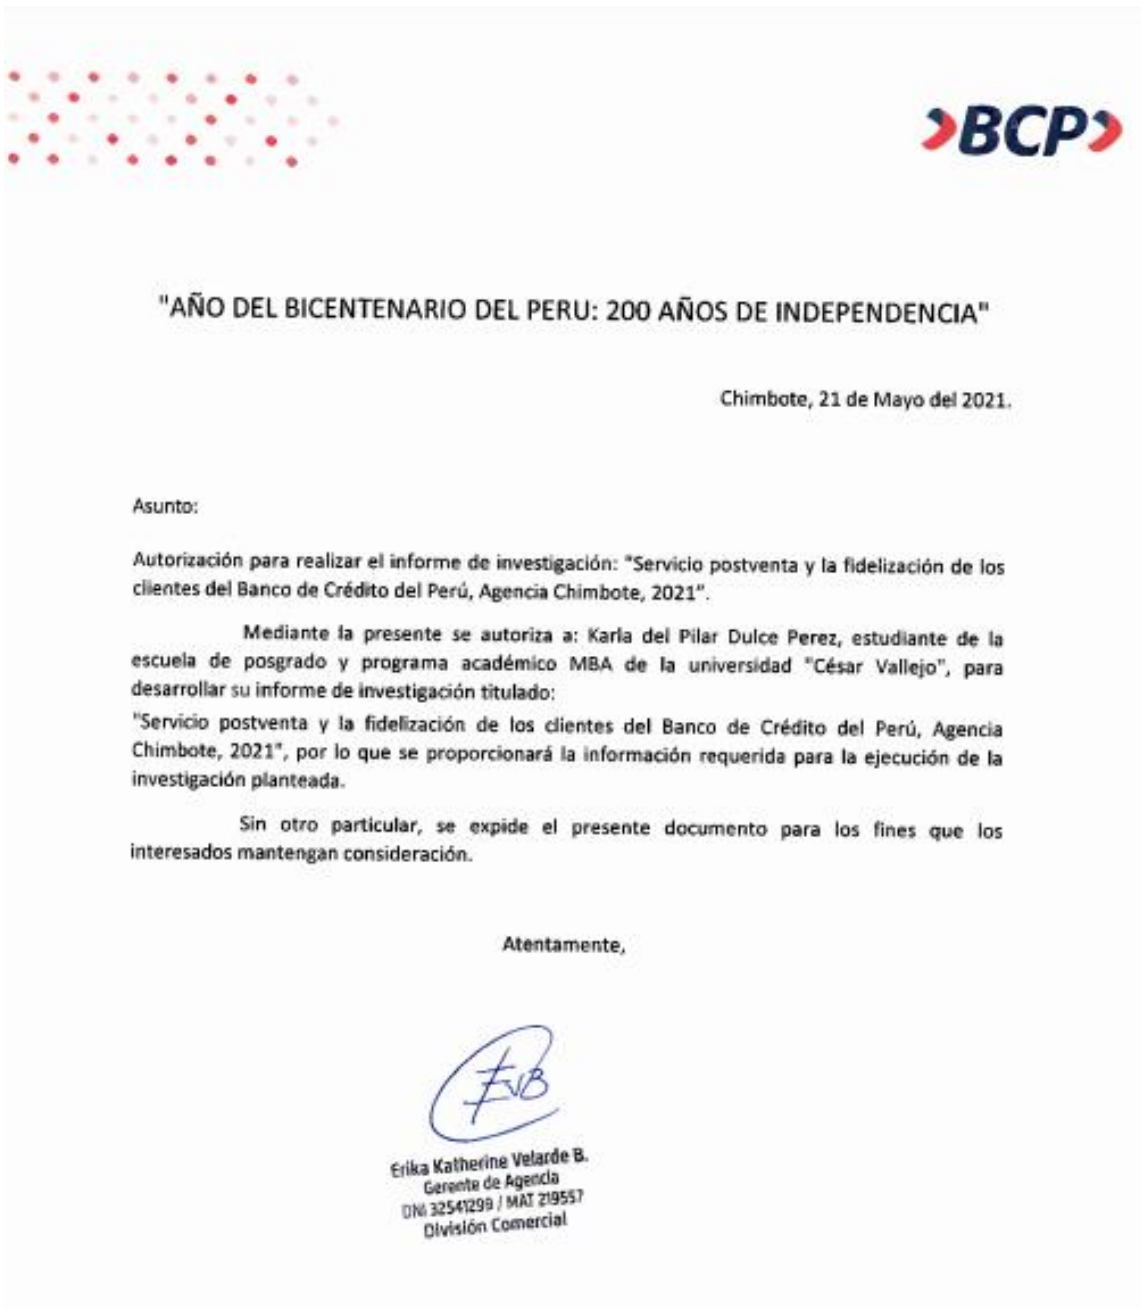 BCP
"AÑO DEL BICENTENARIO DEL PERU: 200 AÑOS DE INDEPENDENCIA"
Chimbote, 21 de Mayo del 2021.
Asunto:
Autorización para realizar el informe de investigación: "Servicio postventa y la fidelización de los
clientes del Banco de Crédito del Perú, Agencia Chimbote, 2021".
Mediante la presente se autoriza a: Karla del Pilar Dulce Perez, estudiante de la
escuela de posgrado y programa académico MBA de la universidad "César Vallejo", para
desarrollar su informe de investigación titulado:
"Servicio postventa y la fidelización de los clientes del Banco de Crédito del Perú, Agencia
Chimbote, 2021", por lo que se proporcionará la información requerida para la ejecución de la
investigación planteada.
Sin otro particular, se expide el presente documento para los fines que los
interesados mantengan consideración.
Atentamente,
EVB
Erika Katherine Velarde B.
Gerente de Agencia
DNI 32541299 / MAT 219557
División Comercial